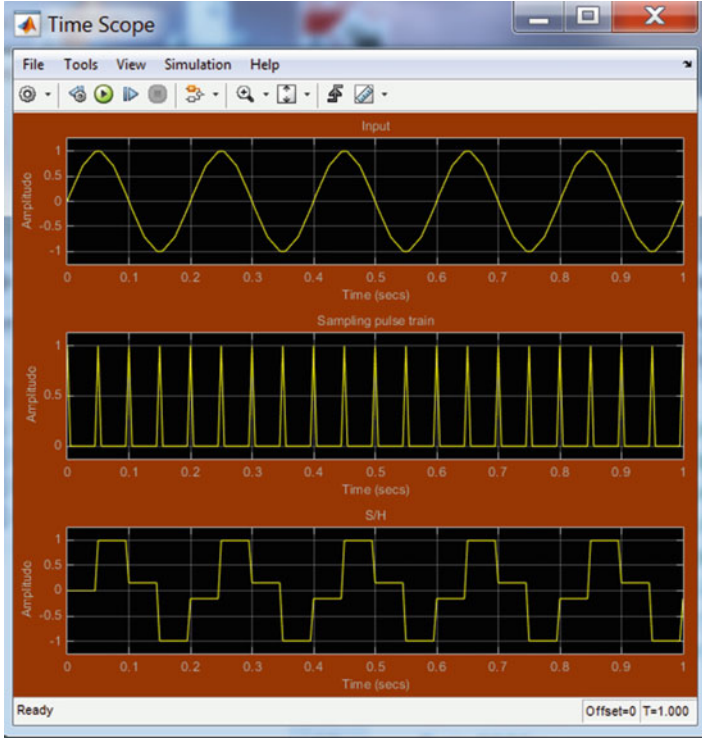 Time Scope
File Tools View Simulation Help
Input
Amplitude
1
0.5
0
-0.5
-1
0 0.1 0.2 0.3 0.4 0.5 0.6 0.7 0.8 0.9 1
Time (secs)
Sampling pulse train
Amplitude
1
0.5
0
0 0.1 0.2 0.3 0.4 0.5 0.6 0.7 0.8 0.9 1
Time (secs)
S/H
Amplitude
1
0.5
0
-0.5
-1
0 0.1 0.2 0.3 0.4 0.5 0.6 0.7 0.8 0.9 1
Time (secs)
Ready Offset=0 T=1.000